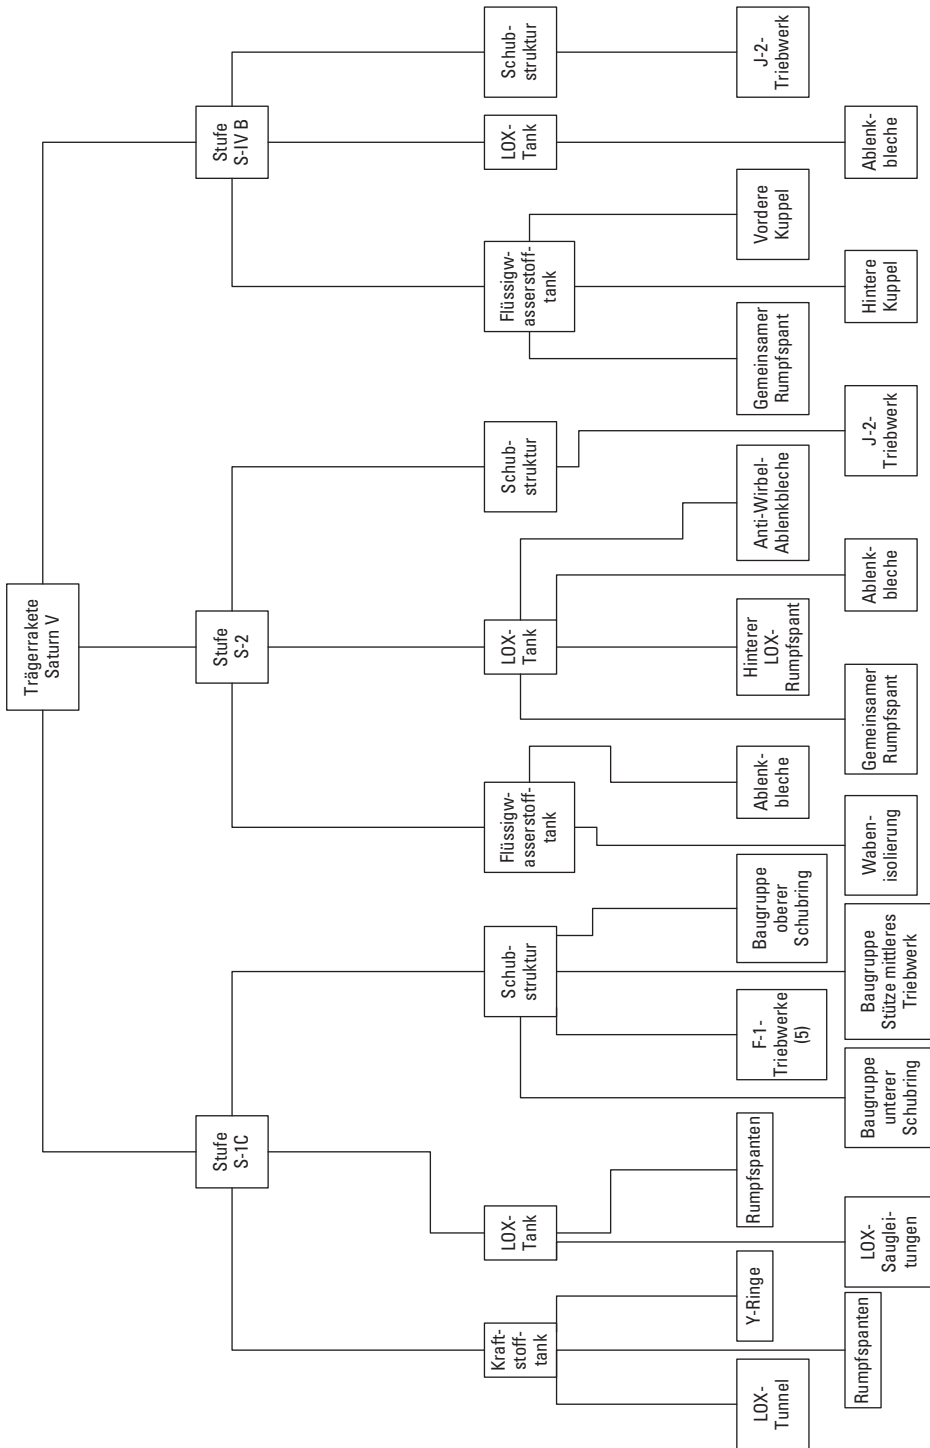 Trägerrakete
Saturn V
Stufe
S-1C
Stufe
S-2
Stufe
S-IV B
Kraft-
stoff-
tank
LOX-
Tank
Schub-
struktur
Flüssigw-
asserstoff-
tank
LOX-
Tank
Schub-
struktur
Flüssigw-
asserstoff-
tank
LOX-
Tank
Schub-
struktur
LOX-
Tunnel
Y-Ringe
Rumpfspanten
F-1-
Triebwerke
(5)
Baugruppe
oberer
Schubring
Ablenk-
bleche
Hinterer
LOX-
Rumpfspant
Anti-Wirbel-
Ablenkbleche
Gemeinsamer
Rumpfspant
Vordere
Kuppel
J-2-
Triebwerk
Rumpfspanten
LOX-
Sauglei-
tungen
Baugruppe
unterer
Schubring
Baugruppe
Stütze mittleres
Triebwerk
Waben-
isolierung
Gemeinsamer
Rumpfspant
Ablenk-
bleche
J-2-
Triebwerk
Hintere
Kuppel
Ablenk-
bleche